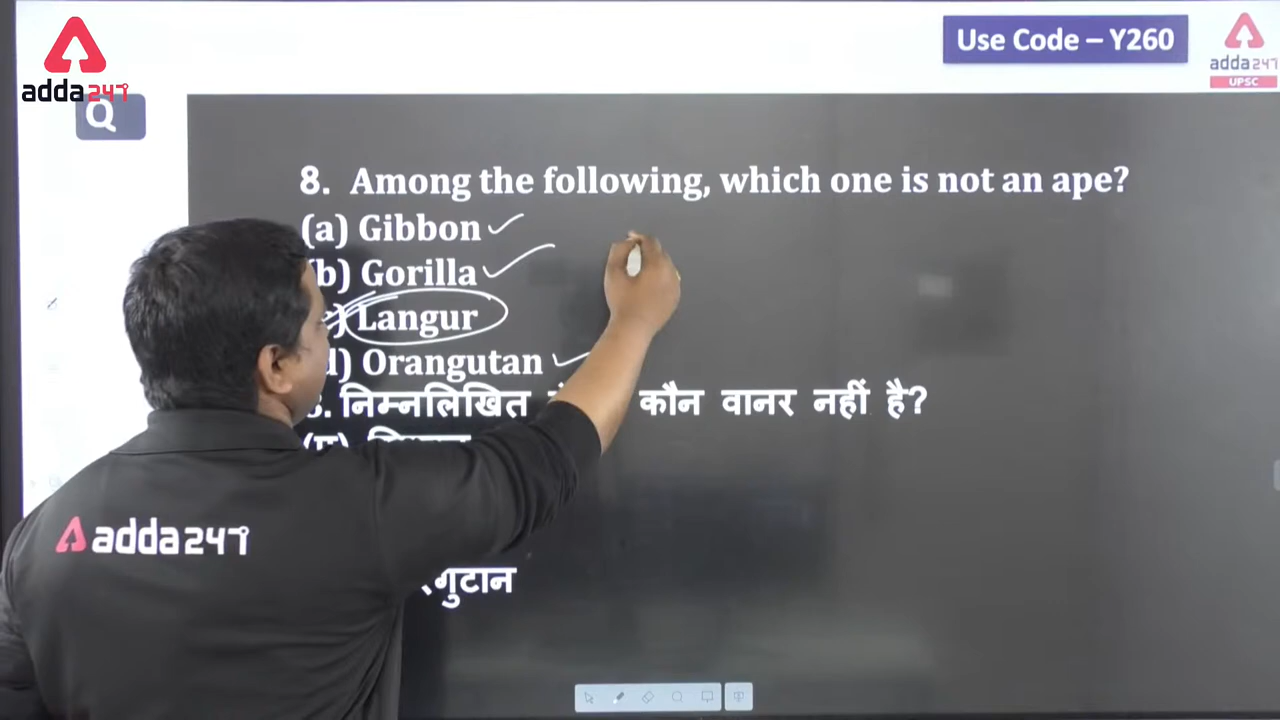 adda247
Use Code – Y260
adda247
UPSC
Q
8. Among the following, which one is not an ape?
(a) Gibbon
(b) Gorilla
Langur
d) Orangutan
निम्नलिखित कौन वानर नहीं है?
adda247
गुटान